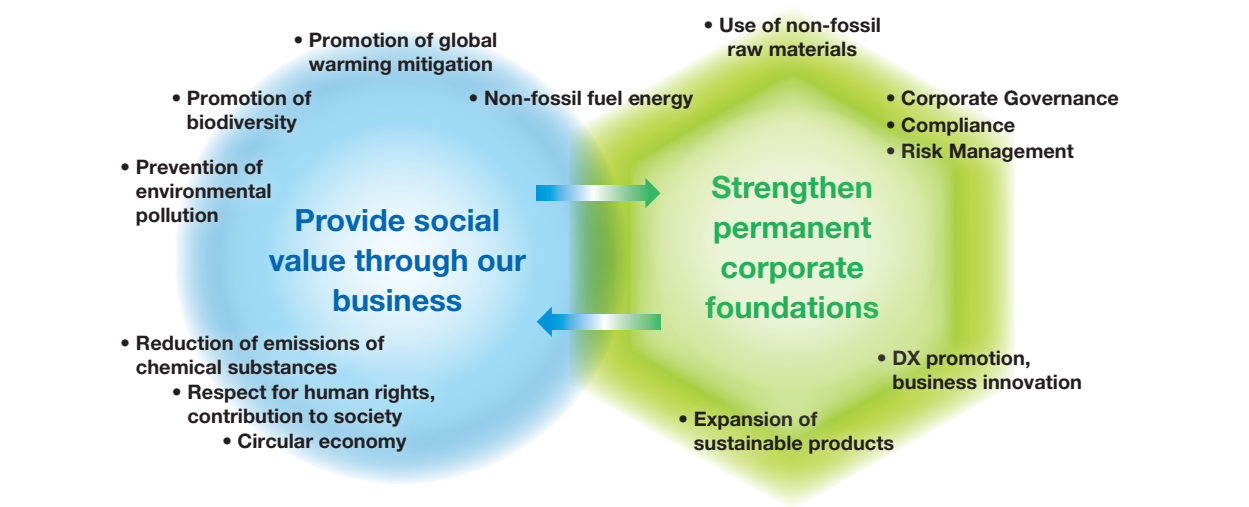 • Promotion of global
warming mitigation
• Promotion of
biodiversity
• Non-fossil fuel energy
• Prevention of
environmental
pollution
Provide social
value through our
business
• Reduction of emissions of
chemical substances
• Respect for human rights,
contribution to society
• Circular economy
• Use of non-fossil
raw materials
• Corporate Governance
• Compliance
• Risk Management
Strengthen
permanent
corporate
foundations
• DX promotion,
business innovation
• Expansion of
sustainable products